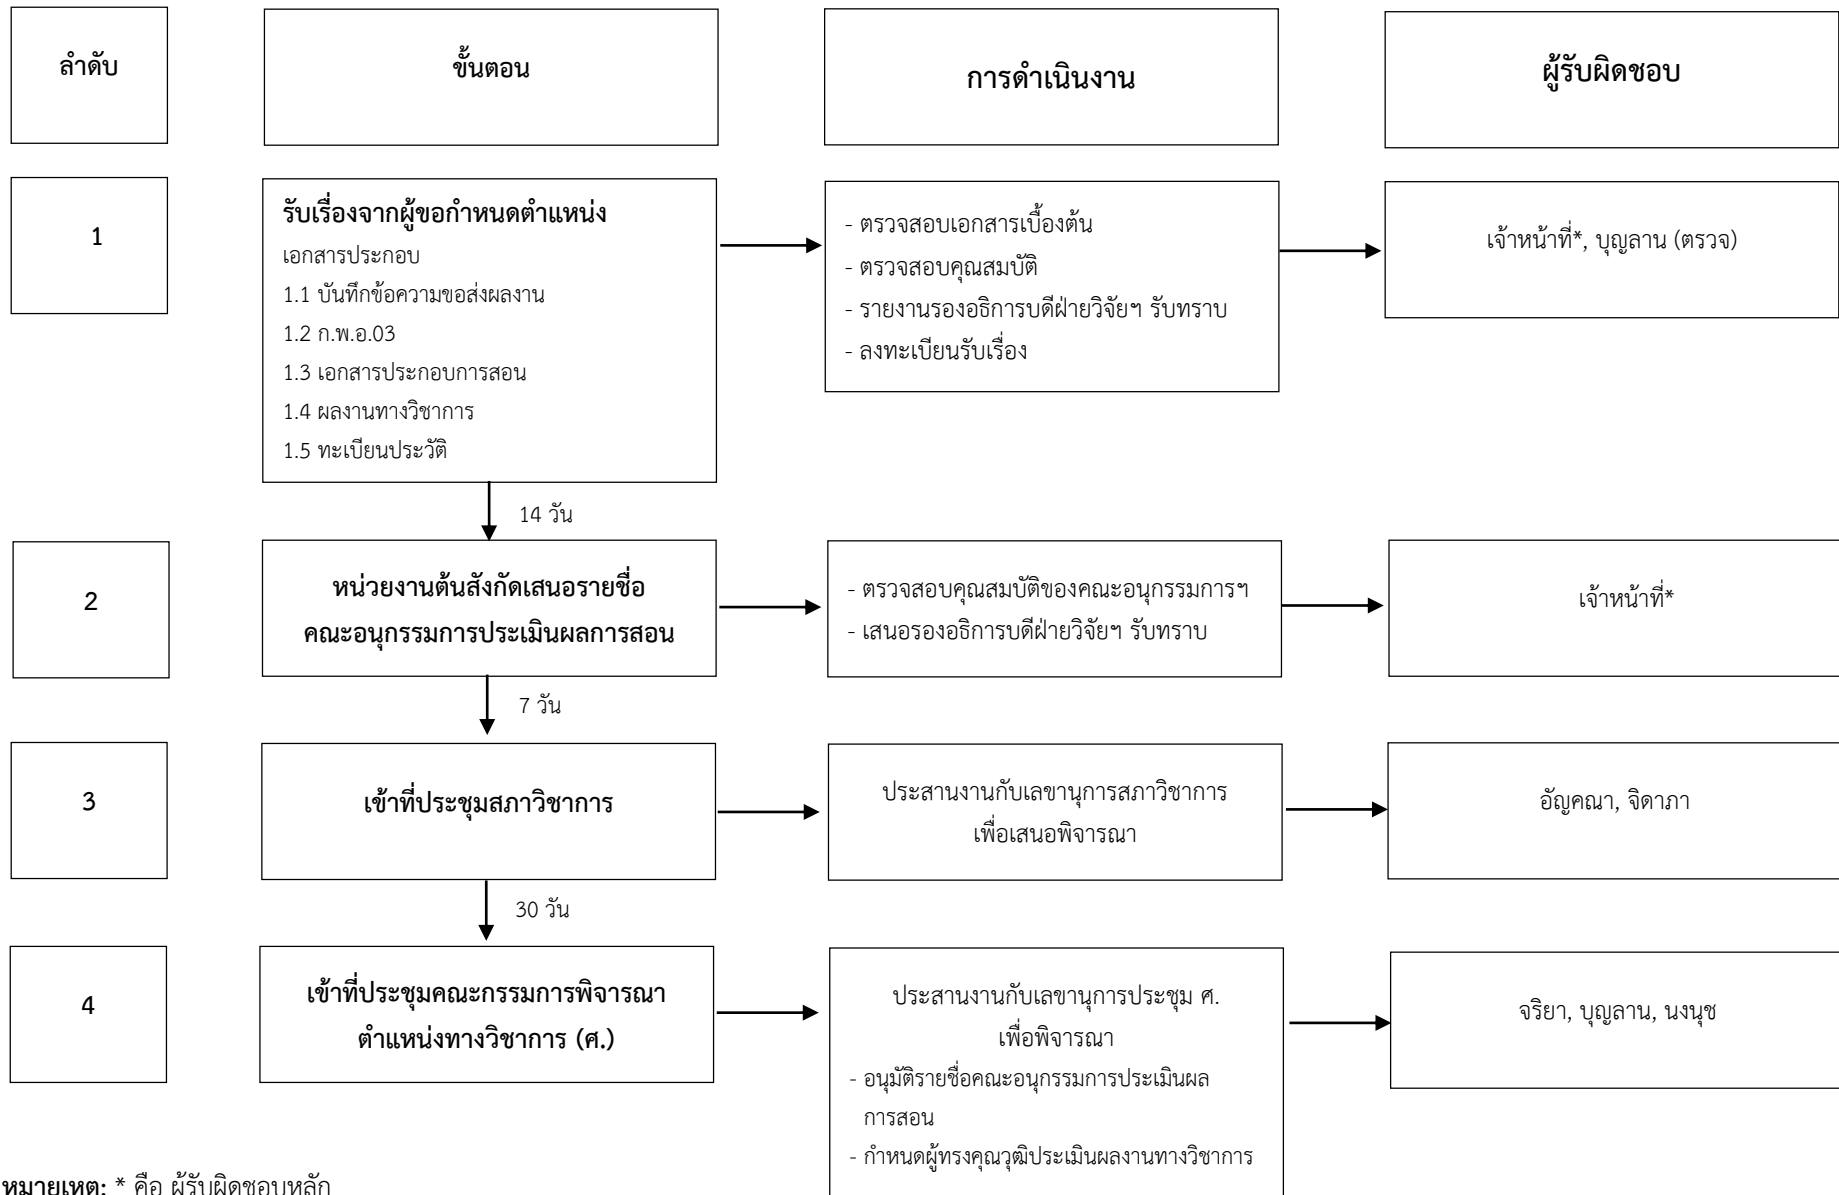 ลำดับ
ขั้นตอน
การดำเนินงาน
ผู้รับผิดชอบ
1
รับเรื่องจากผู้ขอกำหนดตำแหน่ง
เอกสารประกอบ
1.1 บันทึกข้อความขอส่งผลงาน
1.2 ก.พ.อ.03
1.3 เอกสารประกอบการสอน
1.4 ผลงานทางวิชาการ
1.5 ทะเบียนประวัติ
- ตรวจสอบเอกสารเบื้องต้น
- ตรวจสอบคุณสมบัติ
- รายงานรองอธิการบดีฝ่ายวิจัยฯ รับทราบ
- ลงทะเบียนรับเรื่อง
เจ้าหน้าที่*, บุญลาน (ตรวจ)
14 วัน
2
หน่วยงานต้นสังกัดเสนอรายชื่อ
คณะอนุกรรมการประเมินผลการสอน
- ตรวจสอบคุณสมบัติของคณะอนุกรรมการฯ
- เสนอรองอธิการบดีฝ่ายวิจัยฯ รับทราบ
เจ้าหน้าที่*
7 วัน
3
เข้าที่ประชุมสภาวิชาการ
ประสานงานกับเลขานุการสภาวิชาการ
เพื่อเสนอพิจารณา
อัญคณา, จิดาภา
30 วัน
4
เข้าที่ประชุมคณะกรรมการพิจารณา
ตำแหน่งทางวิชาการ (ศ.)
ประสานงานกับเลขานุการประชุม ศ.
เพื่อพิจารณา
- อนุมัติรายชื่อคณะอนุกรรมการประเมินผล
การสอน
- กำหนดผู้ทรงคุณวุฒิประเมินผลงานทางวิชาการ
จริยา, บุญลาน, นงนุช
หมายเหตุ: * คือ ผู้รับผิดชอบหลัก